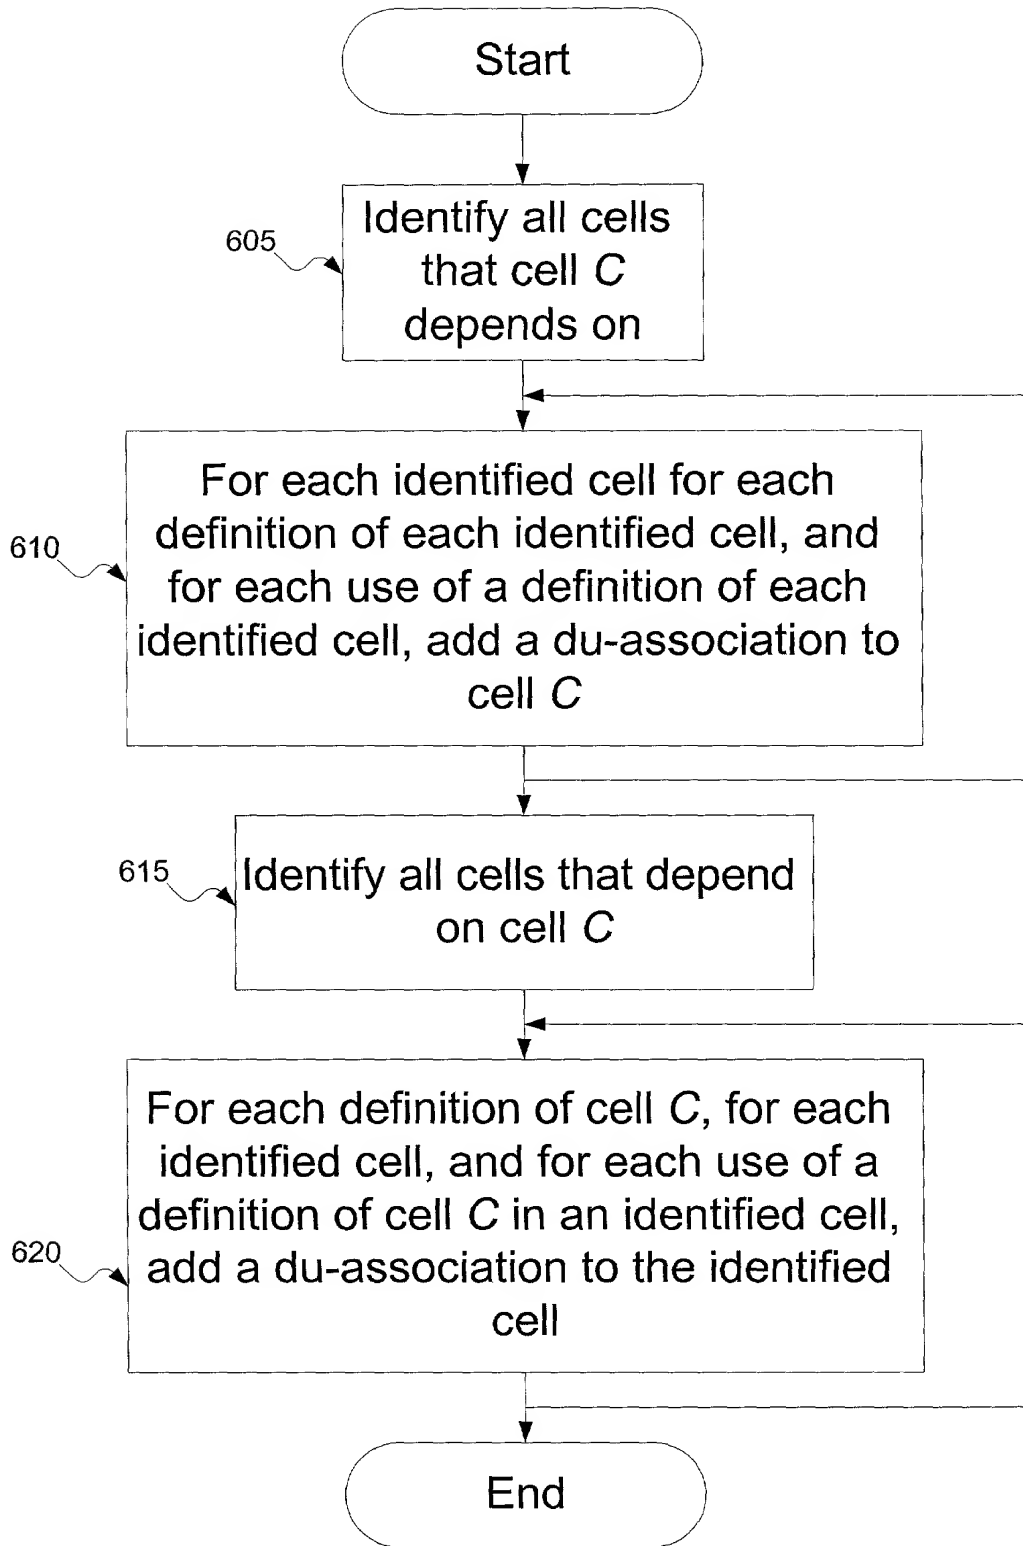 Start
605
Identify all cells
that cell C
depends on
610
For each identified cell for each
definition of each identified cell, and
for each use of a definition of each
identified cell, add a du-association to
cell C
615
Identify all cells that depend
on cell C
620
For each definition of cell C, for each
identified cell, and for each use of a
definition of cell C in an identified cell,
add a du-association to the identified
cell
End